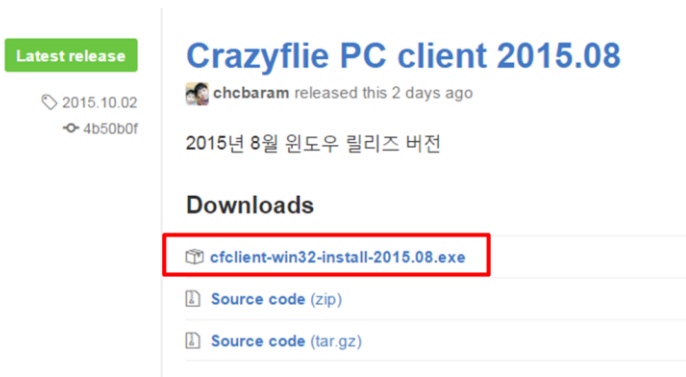 Latest release
2015.10.02
4b50b0f
Crazyflie PC client 2015.08
chcbaram released this 2 days ago
2015년 8월 윈도우 릴리즈 버전
Downloads
cfclient-win32-install-2015.08.exe
Source code (zip)
Source code (tar.gz)